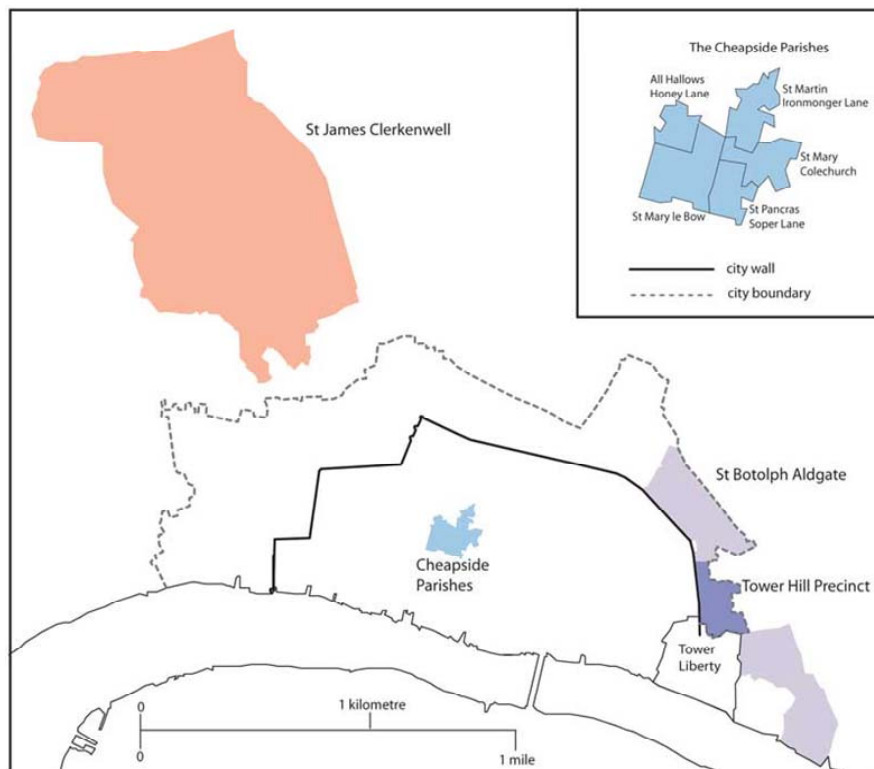 The Cheapside Parishes
All Hallows
Honey Lane
St Martin
Ironmonger Lane
St Mary
Colechurch
St Mary le Bow
St Pancras
Soper Lane
city wall
city boundary
St James Clerkenwell
St Botolph Aldgate
Cheapside
Parishes
Tower Hill Precinct
Tower
Liberty
0
1 kilometre
0
1 mile